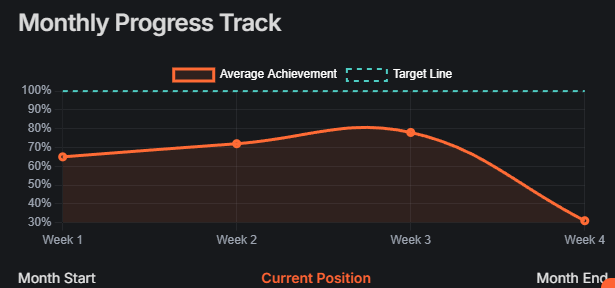 Monthly Progress Track
Average Achievement Target Line
100%
90%
80%
70%
60%
50%
40%
30%
Week 1 Week 2 Week 3 Week 4
Month Start Current Position Month End